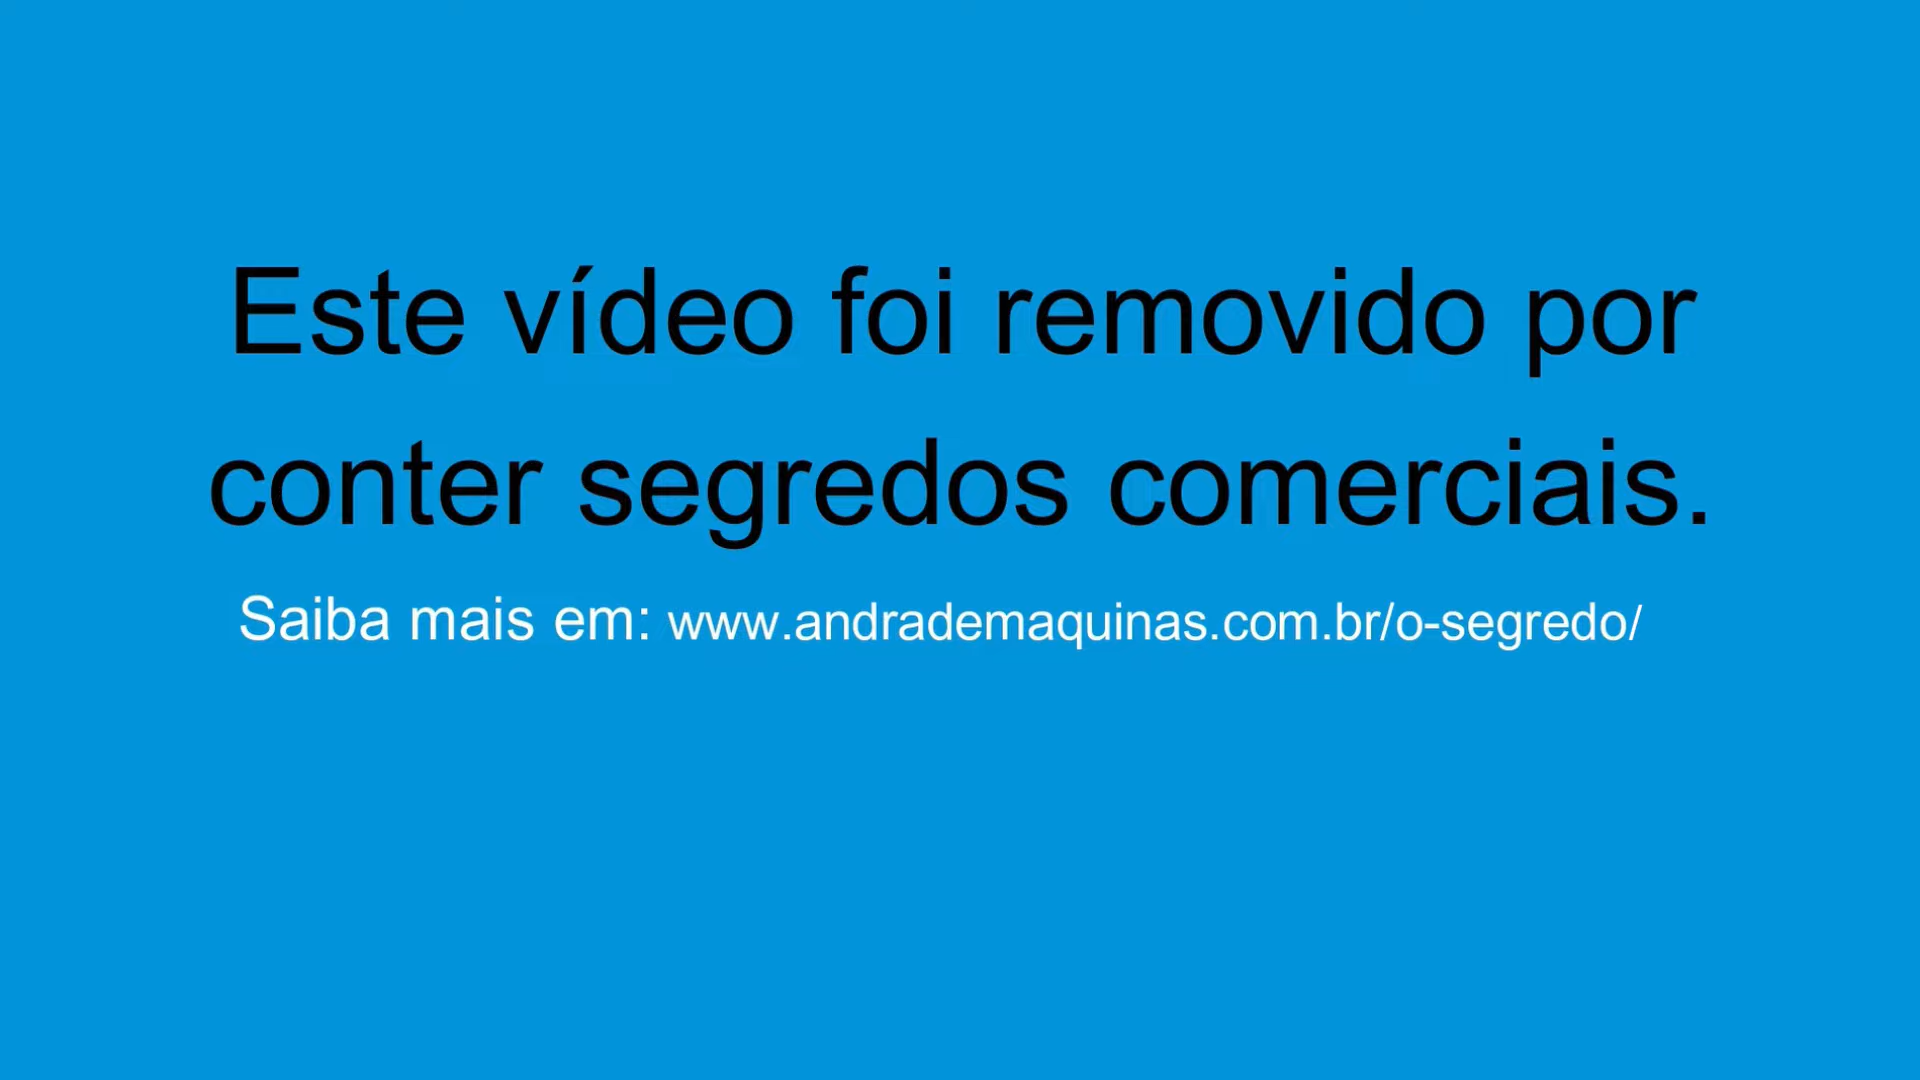 Este vídeo foi removido por
conter segredos comerciais.
Saiba mais em: www.andrademaquinas.com.br/o-segredo/